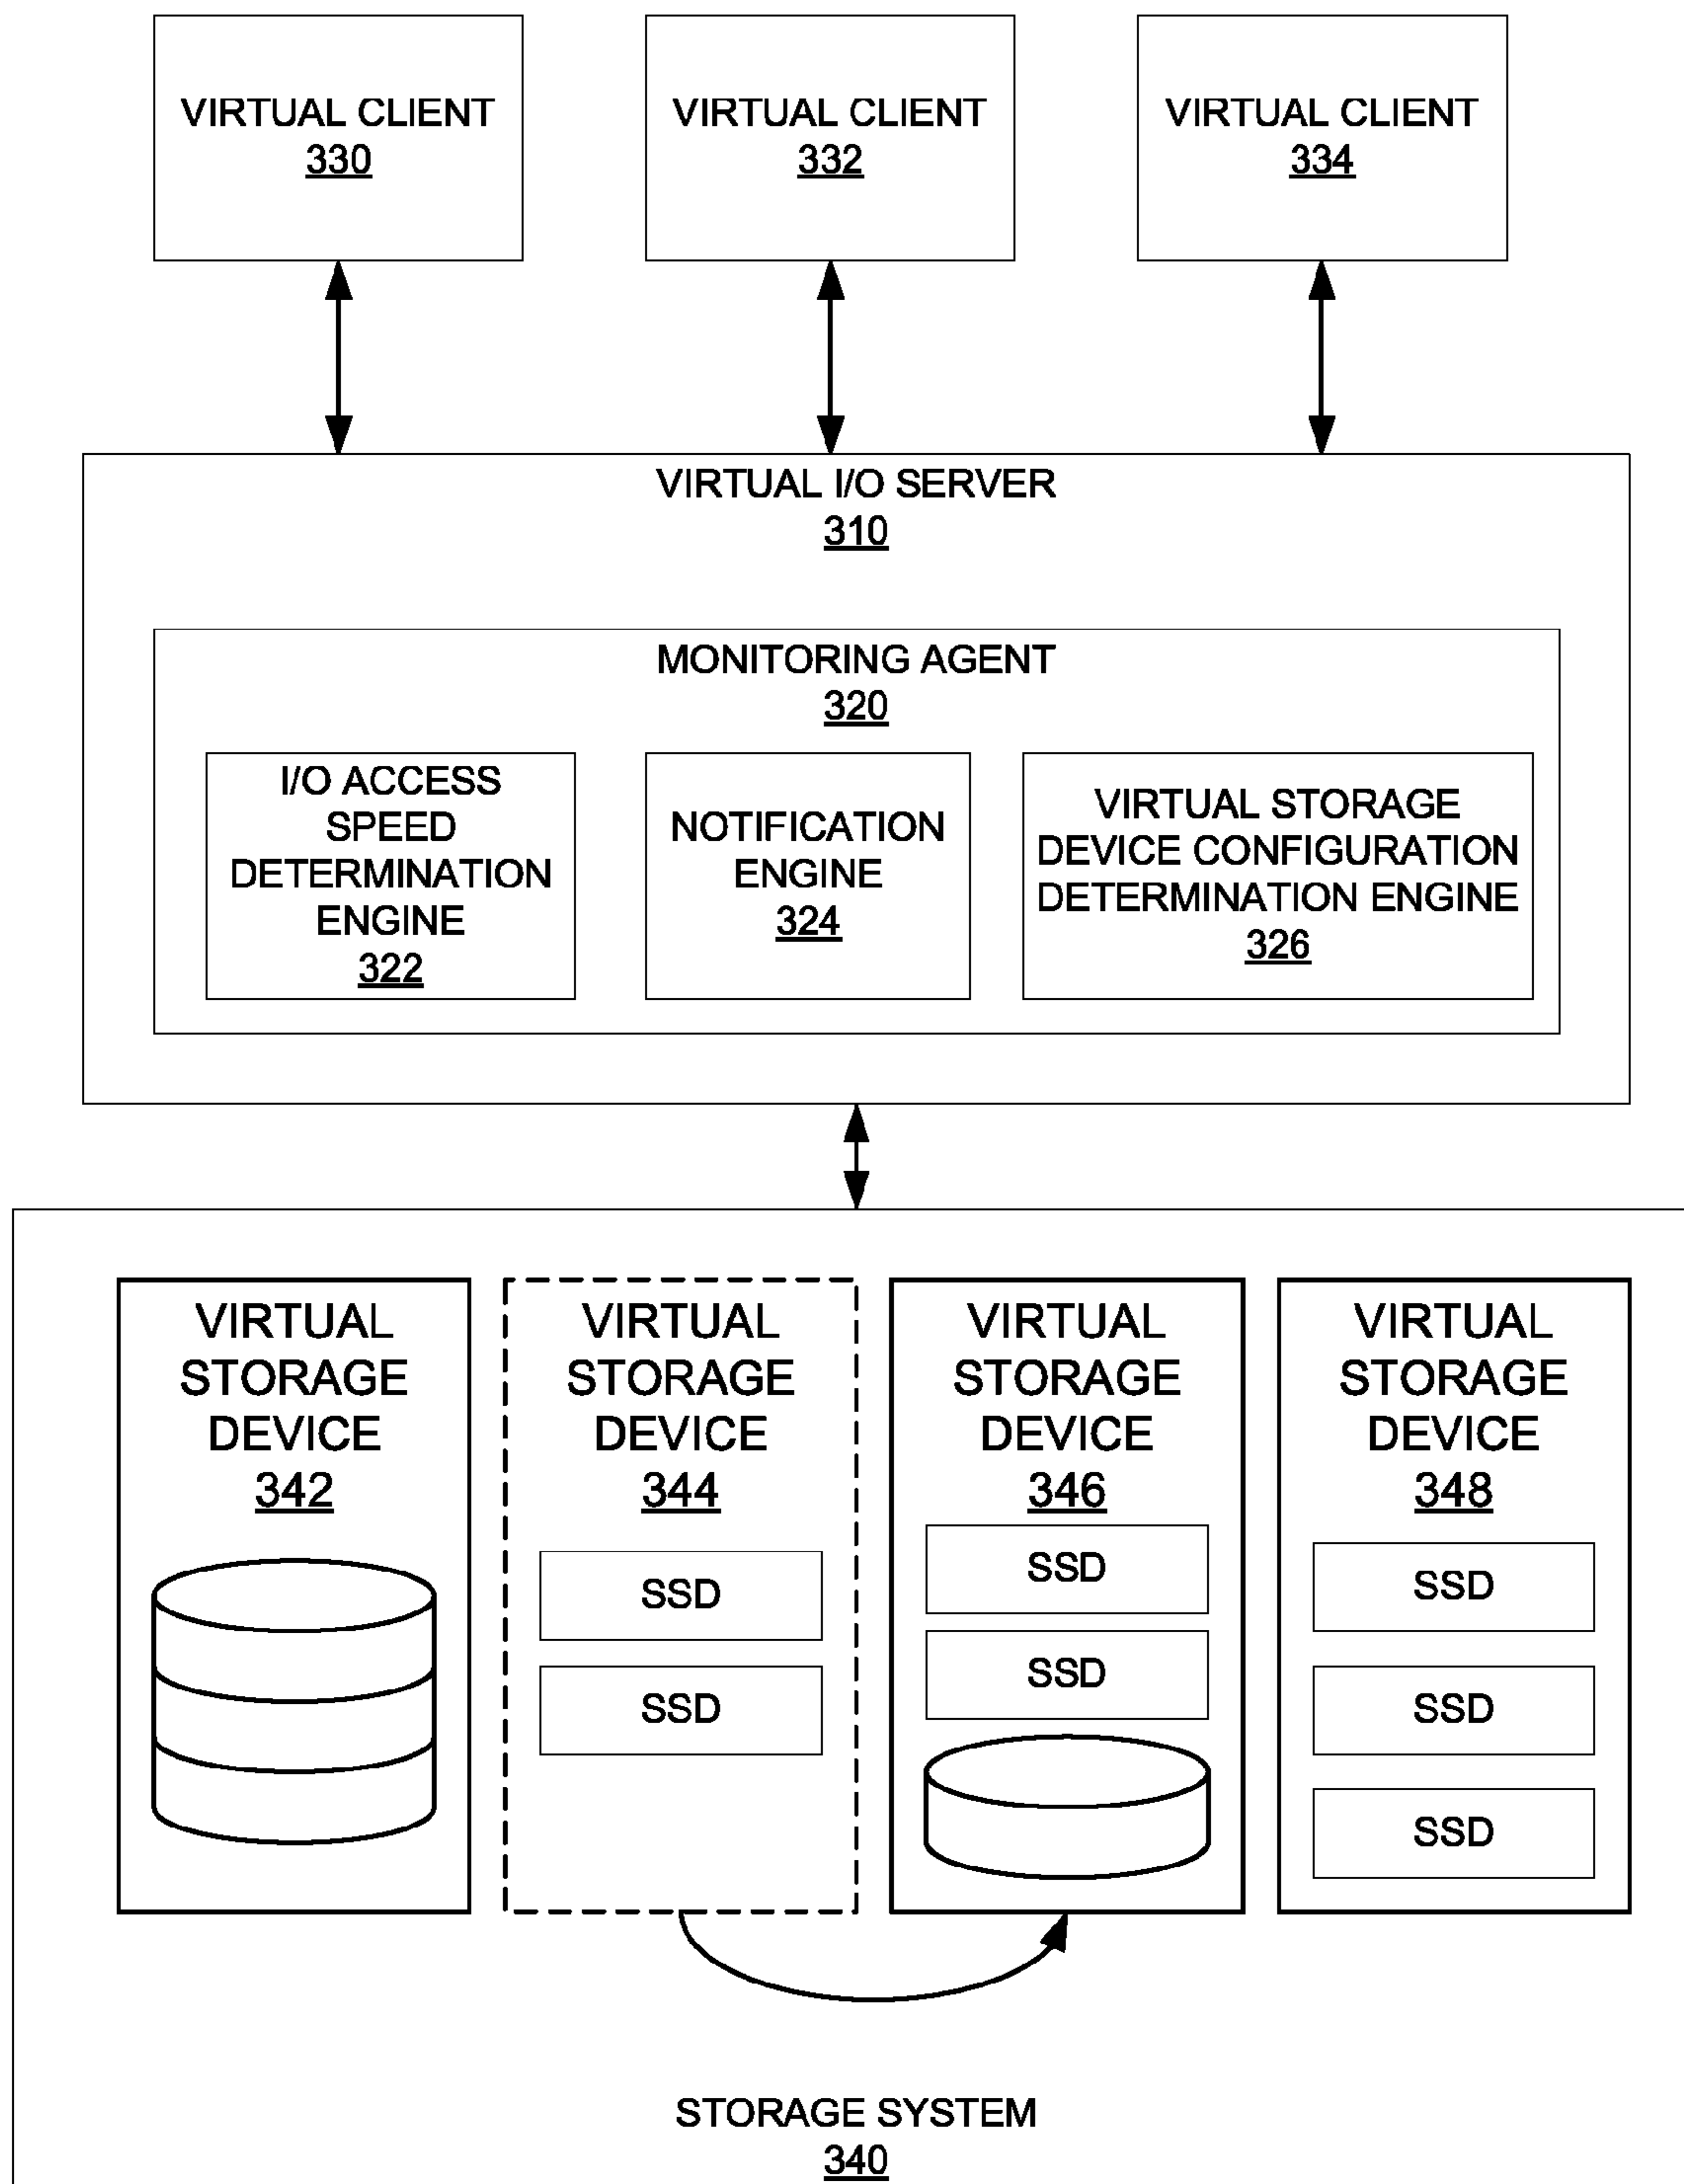 VIRTUAL CLIENT
330
VIRTUAL CLIENT
332
VIRTUAL CLIENT
334
VIRTUAL I/O SERVER
310
MONITORING AGENT
320
I/O ACCESS
SPEED
DETERMINATION
ENGINE
322
NOTIFICATION
ENGINE
324
VIRTUAL STORAGE
DEVICE CONFIGURATION
DETERMINATION ENGINE
326
VIRTUAL
STORAGE
DEVICE
342
VIRTUAL
STORAGE
DEVICE
344
SSD
SSD
VIRTUAL
STORAGE
DEVICE
346
SSD
SSD
VIRTUAL
STORAGE
DEVICE
348
SSD
SSD
SSD
STORAGE SYSTEM
340